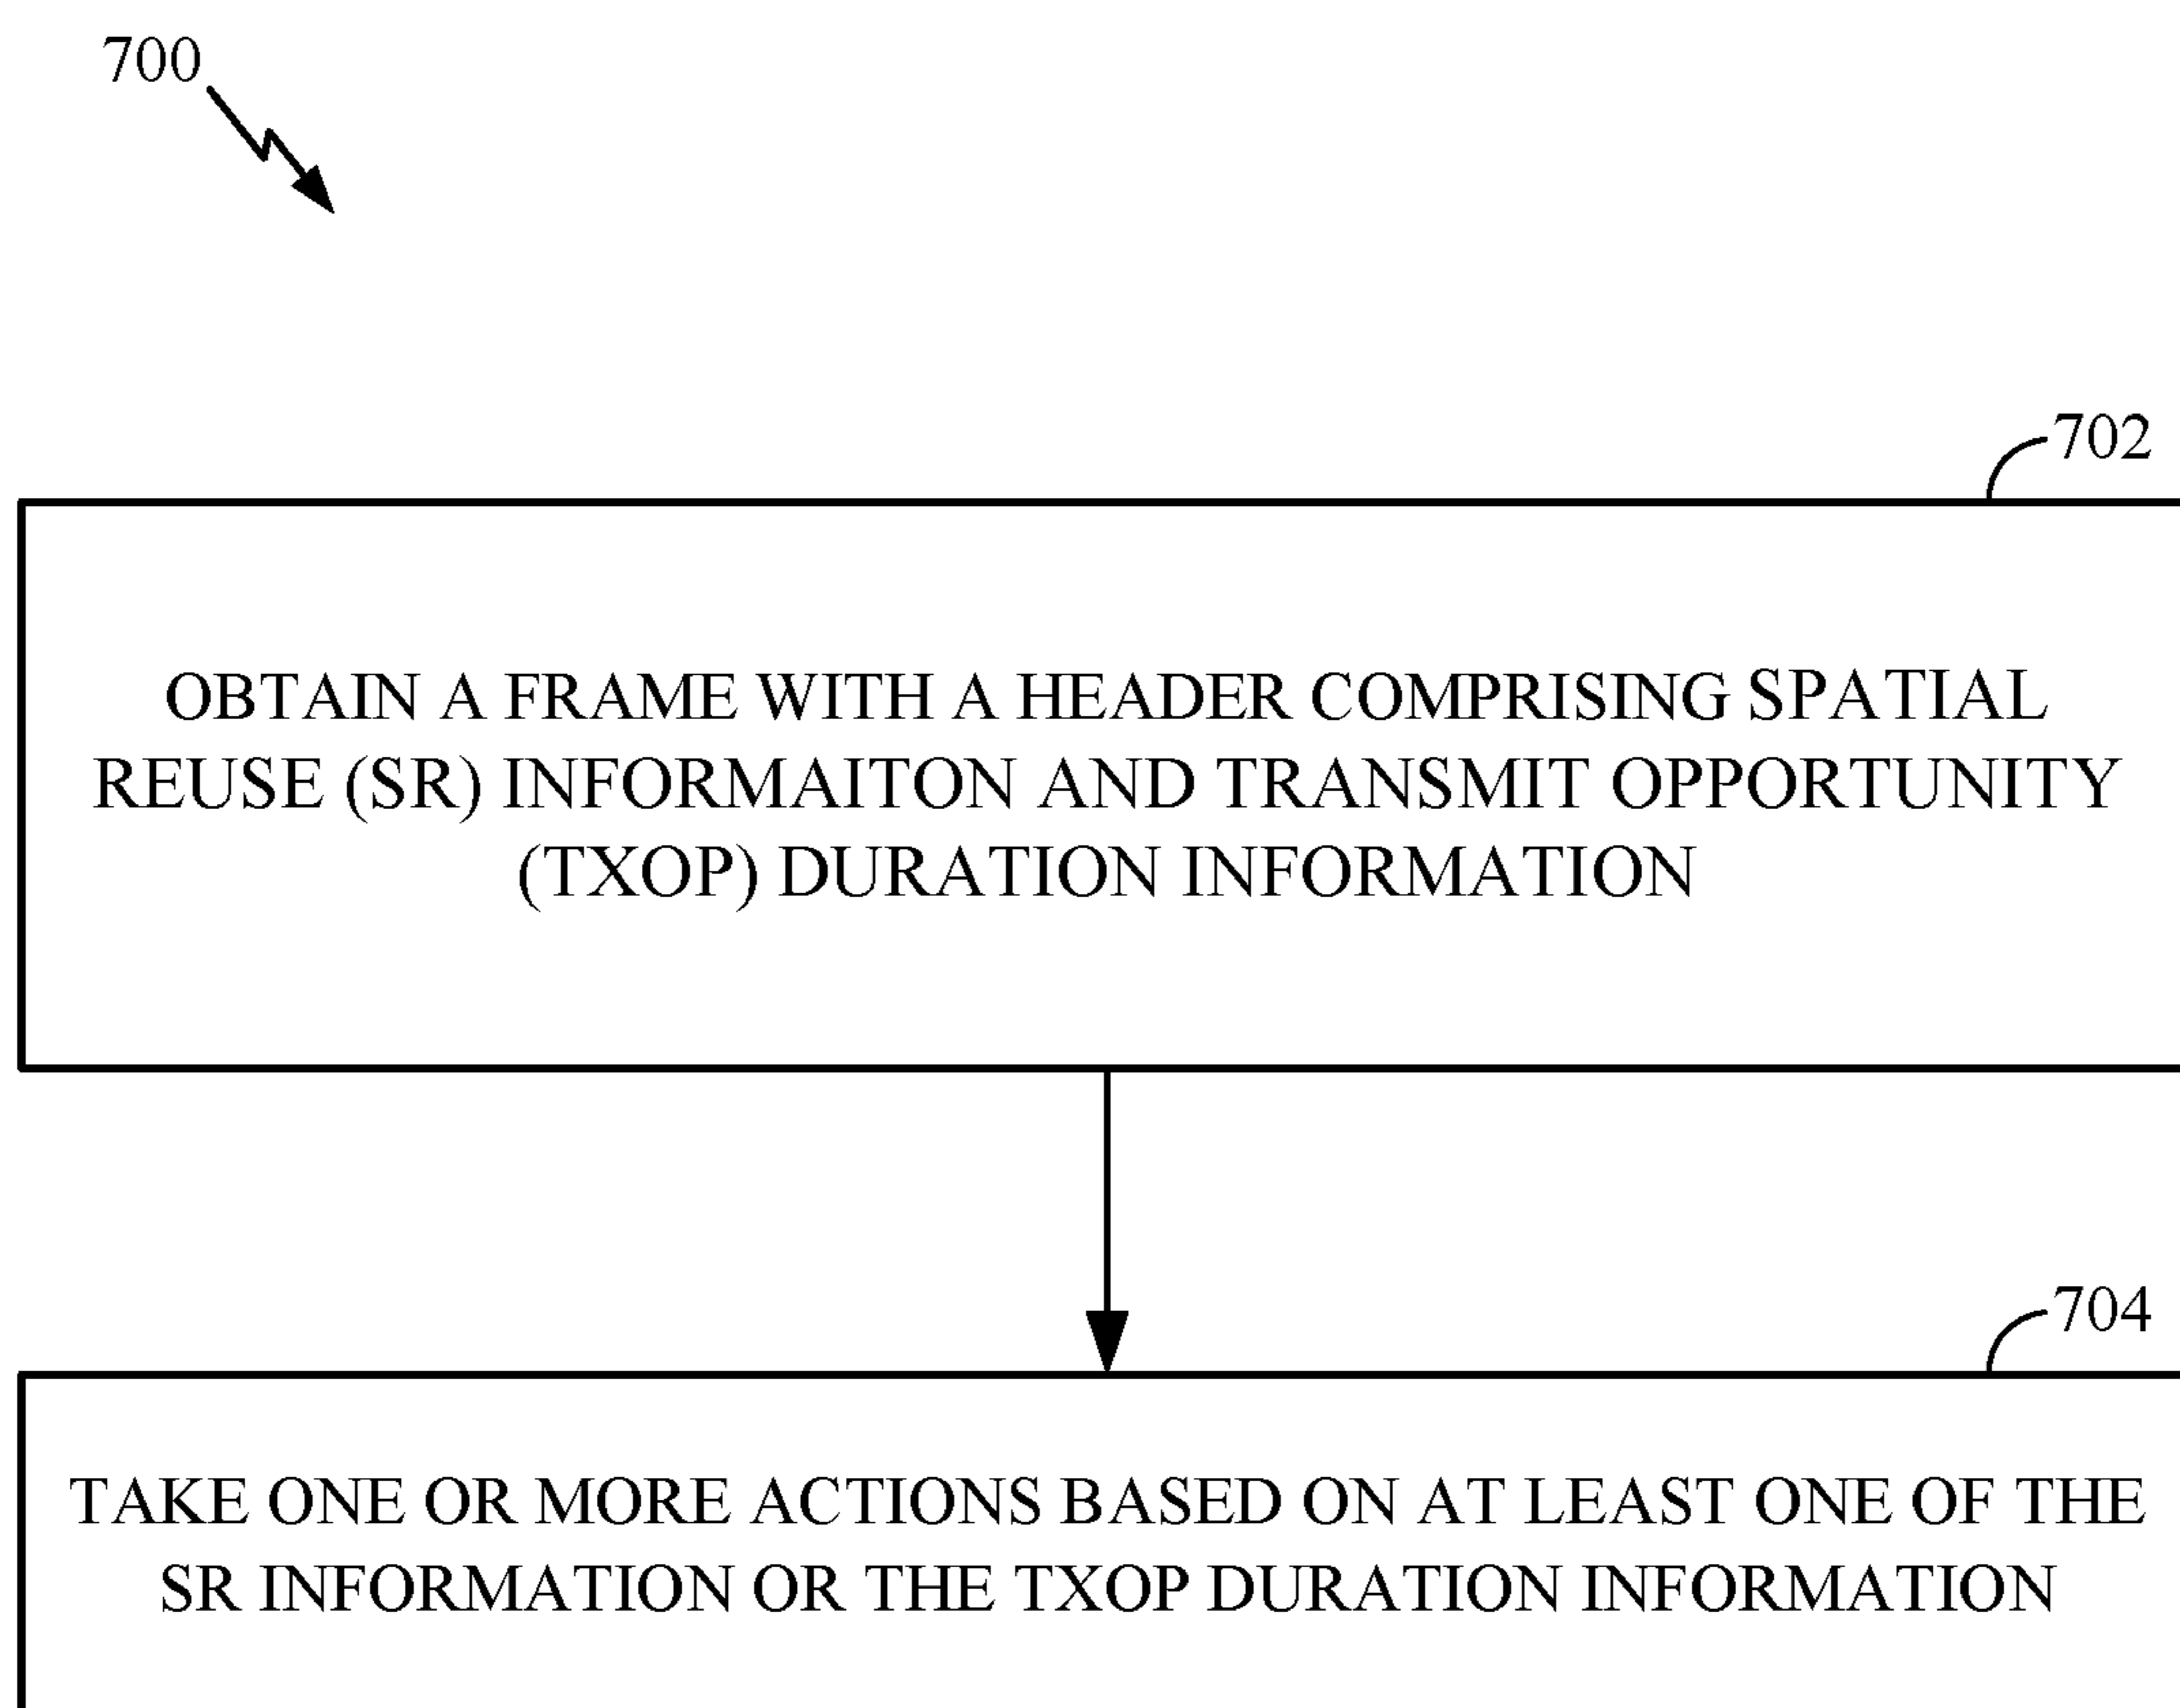 700
702
OBTAIN A FRAME WITH A HEADER COMPRISING SPATIAL
REUSE (SR) INFORMAITON AND TRANSMIT OPPORTUNITY
(TXOP) DURATION INFORMATION
704
TAKE ONE OR MORE ACTIONS BASED ON AT LEAST ONE OF THE
SR INFORMATION OR THE TXOP DURATION INFORMATION